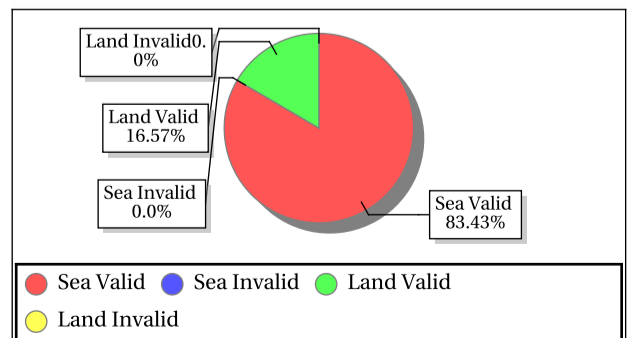 Land Invalid0.
0%
Land Valid
16.57%
Sea Invalid
0.0%
Sea Valid
83.43%
Sea Valid
Sea Invalid
Land Valid
Land Invalid